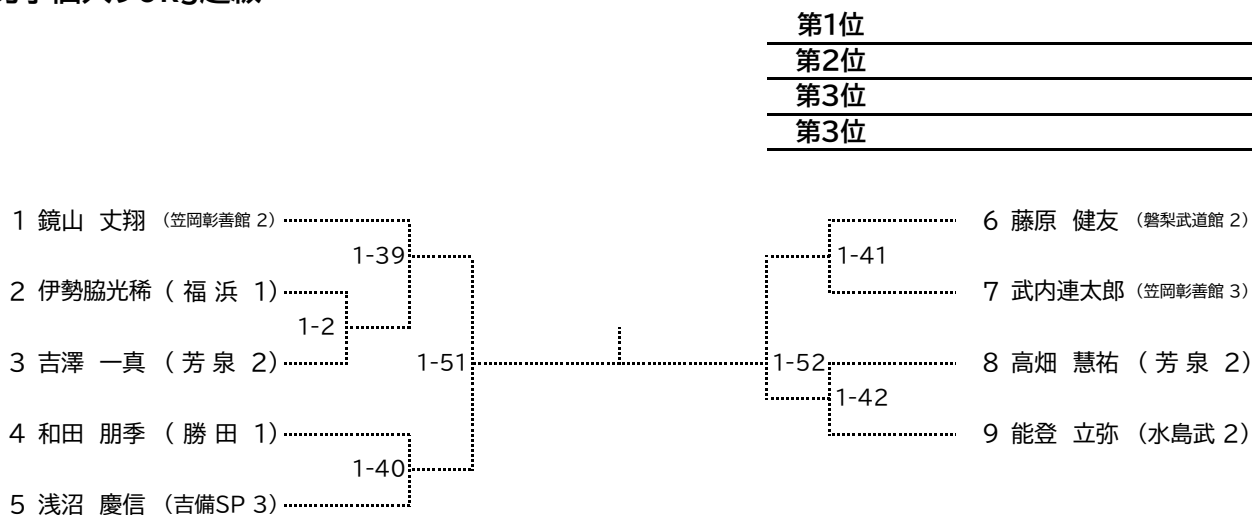 第1位
第2位
第3位
第3位
1 鏡山 丈翔 (笠岡彰善館 2)
6 藤原 健友 (磐梨武道館 2)
1-39
1-41
2 伊勢脇光稀 ( 福 浜 1)
7 武内連太郎 (笠岡彰善館 3)
1-2
3 吉澤 一真 ( 芳 泉 2)
1-51
1-52
8 高畑 慧祐 ( 芳 泉 2)
1-42
4 和田 朋季 ( 勝 田 1)
9 能登 立弥 (水島武 2)
1-40
5 浅沼 慶信 (吉備SP 3)